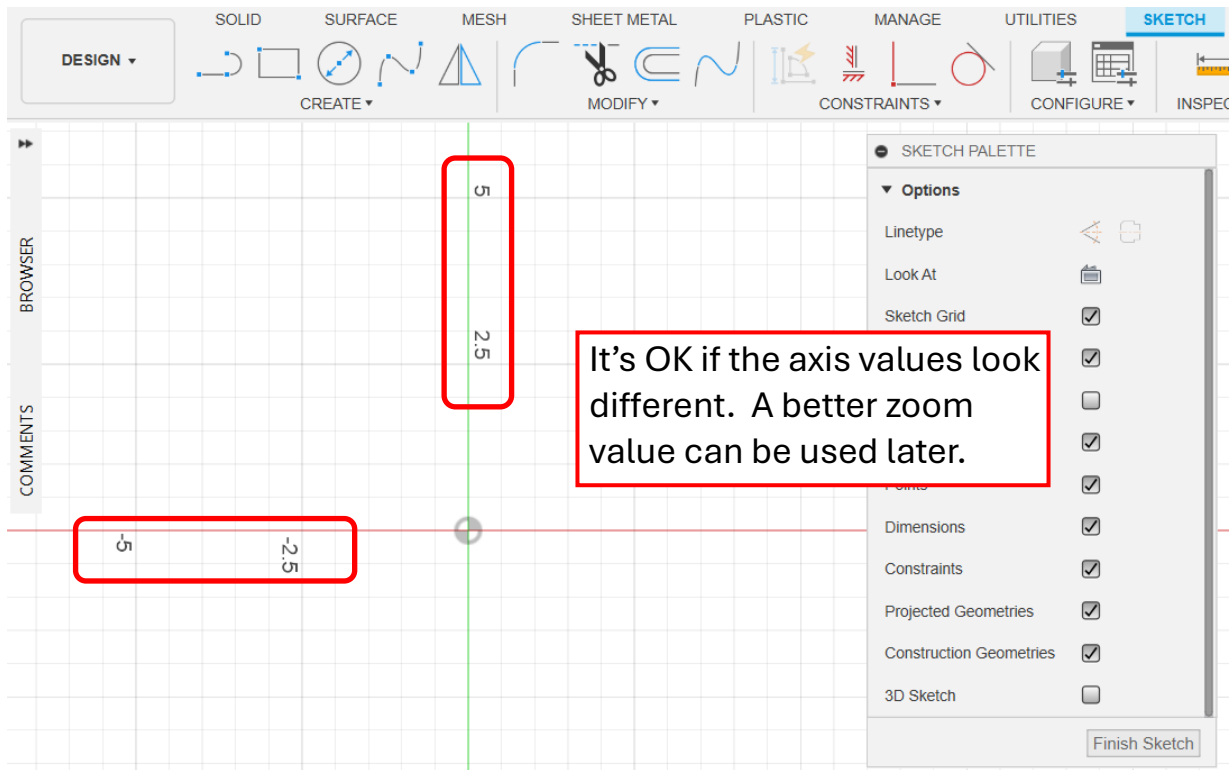 SOLID SURFACE MESH SHEET METAL PLASTIC MANAGE UTILITIES SKETCH
DESIGN
CREATE MODIFY CONSTRAINTS CONFIGURE INSPEC
SKETCH PALETTE
Options
Linetype
Look At
Sketch Grid
BROWSER
COMMENTS
5
2.5
-5
-2.5
It's OK if the axis values look
different. A better zoom
value can be used later.
Points
Dimensions
Constraints
Projected Geometries
Construction Geometries
3D Sketch
Finish Sketch